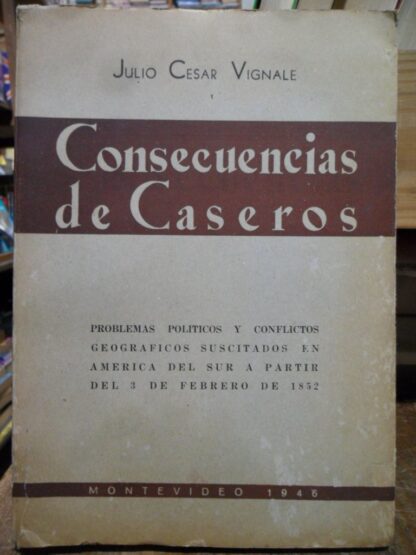 JULIO CESAR VIGNALE
Consecuencias
de Caseros
PROBLEMAS POLITICOS Y CONFLICTOS
GEOGRAFICOS SUSCITADOS EN
AMERICA DEL SUR A PARTIR
DEL 3 DE FEBRERO DE 1852
MONTEVIDEO 1946